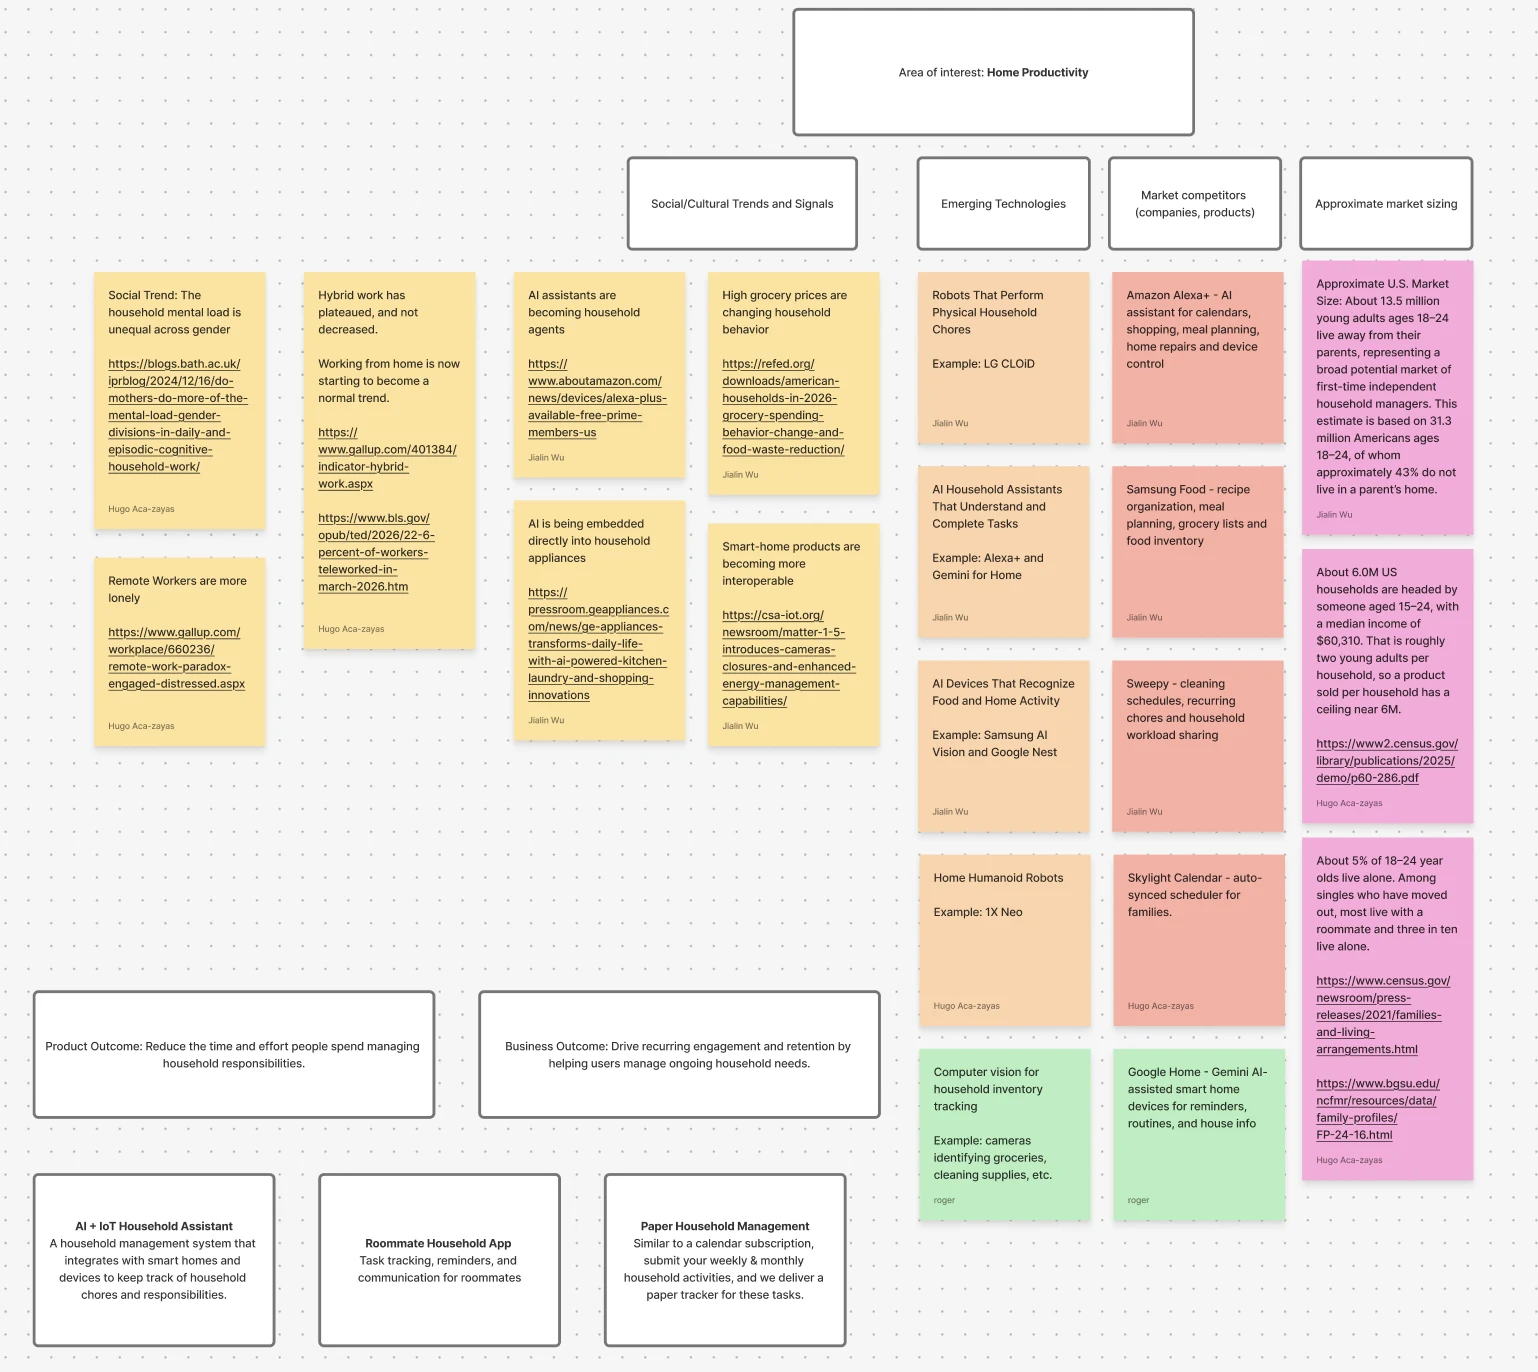 Area of interest: Home Productivity
Social/Cultural Trends and Signals
Emerging Technologies
Market competitors
(companies, products)
Approximate market sizing
Social Trend: The
household mental load is
unequal across gender
https://blogs.bath.ac.uk/
iprblog/2024/12/16/do-
mothers-do-more-of-the-
mental-load-gender-
divisions-in-daily-and-
episodic-cognitive-
household-work/
Hugo Aca-zayas
Remote Workers are more
lonely
https://www.gallup.com/
workplace/660236/
remote-work-paradox-
engaged-distressed.aspx
Hugo Aca-zayas
Hybrid work has
plateaued, and not
decreased.
Working from home is now
starting to become a
normal trend.
https://
www.gallup.com/401384/
indicator-hybrid-
work.aspx
https://www.bls.gov/
opub/ted/2026/22-6-
percent-of-workers-
teleworked-in-
march-2026.htm
Hugo Aca-zayas
AI assistants are
becoming household
agents
https://
www.aboutamazon.com/
news/devices/alexa-plus-
available-free-prime-
members-us
Jialin Wu
AI is being embedded
directly into household
appliances
https://
pressroom.geappliances.c
om/news/ge-appliances-
transforms-daily-life-
with-ai-powered-kitchen-
laundry-and-shopping-
innovations
Jialin Wu
High grocery prices are
changing household
behavior
https://refed.org/
downloads/american-
households-in-2026-
grocery-spending-
behavior-change-and-
food-waste-reduction/
Jialin Wu
Smart-home products are
becoming more
interoperable
https://csa-iot.org/
newsroom/matter-1-5-
introduces-cameras-
closures-and-enhanced-
energy-management-
capabilities/
Jialin Wu
Robots That Perform
Physical Household
Chores
Example: LG CLOiD
Jialin Wu
AI Household Assistants
That Understand and
Complete Tasks
Example: Alexa+ and
Gemini for Home
Jialin Wu
AI Devices That Recognize
Food and Home Activity
Example: Samsung AI
Vision and Google Nest
Jialin Wu
Home Humanoid Robots
Example: 1X Neo
Hugo Aca-zayas
Computer vision for
household inventory
tracking
Example: cameras
identifying groceries,
cleaning supplies, etc.
roger
Amazon Alexa+ - AI
assistant for calendars,
shopping, meal planning,
home repairs and device
control
Jialin Wu
Samsung Food - recipe
organization, meal
planning, grocery lists and
food inventory
Jialin Wu
Sweepy - cleaning
schedules, recurring
chores and household
workload sharing
Jialin Wu
Skylight Calendar - auto-
synced scheduler for
families.
Hugo Aca-zayas
Google Home - Gemini AI-
assisted smart home
devices for reminders,
routines, and house info
roger
Approximate U.S. Market
Size: About 13.5 million
young adults ages 18–24
live away from their
parents, representing a
broad potential market of
first-time independent
household managers. This
estimate is based on 31.3
million Americans ages
18–24, of whom
approximately 43% do not
live in a parent's home.
Jialin Wu
About 6.0M US
households are headed by
someone aged 15–24, with
a median income of
$60,310. That is roughly
two young adults per
household, so a product
sold per household has a
ceiling near 6M.
https://www2.census.gov/
library/publications/2025/
demo/p60-286.pdf
Hugo Aca-zayas
About 5% of 18–24 year
olds live alone. Among
singles who have moved
out, most live with a
roommate and three in ten
live alone.
https://www.census.gov/
newsroom/press-
releases/2021/families-
and-living-
arrangements.html
https://www.bgsu.edu/
ncfmr/resources/data/
family-profiles/
FP-24-16.html
Hugo Aca-zayas
Product Outcome: Reduce the time and effort people spend managing
household responsibilities.
Business Outcome: Drive recurring engagement and retention by
helping users manage ongoing household needs.
AI + IoT Household Assistant
A household management system that
integrates with smart homes and
devices to keep track of household
chores and responsibilities.
Roommate Household App
Task tracking, reminders, and
communication for roommates
Paper Household Management
Similar to a calendar subscription,
submit your weekly & monthly
household activities, and we deliver a
paper tracker for these tasks.